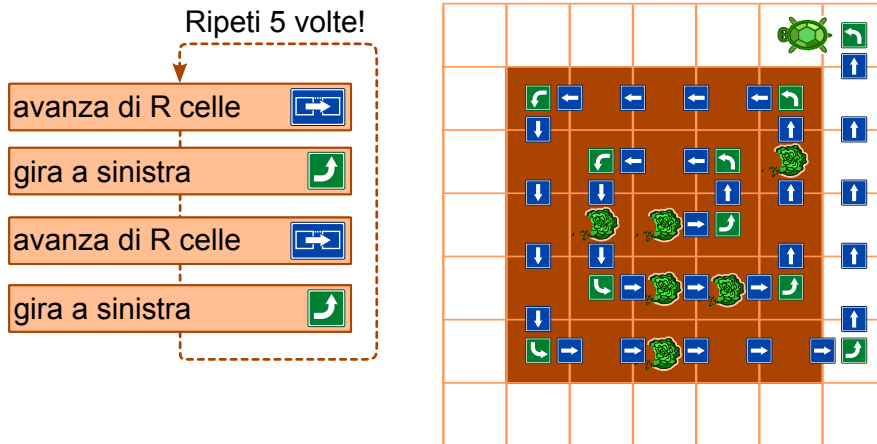 Ripeti 5 volte!
avanza di R celle
gira a sinistra
avanza di R celle
gira a sinistra